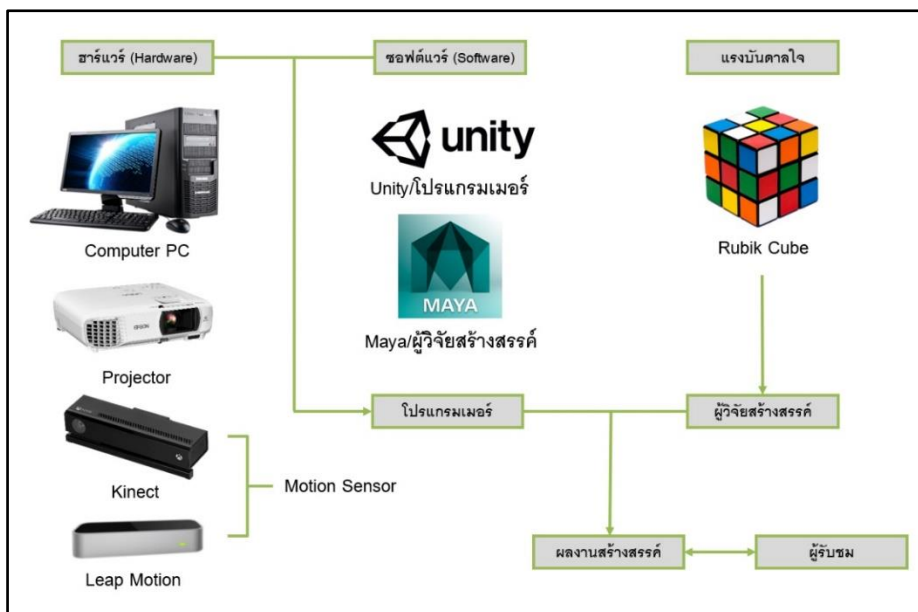 ฮาร์แวร์ (Hardware)
ซอฟต์แวร์ (Software)
แรงบันดาลใจ
unity
Unity/โปรแกรมเมอร์
Computer PC
MAYA
Maya/ผู้วิจัยสร้างสรรค์
Rubik Cube
EPSON
Projector
โปรแกรมเมอร์
ผู้วิจัยสร้างสรรค์
Kinect
Motion Sensor
Leap Motion
ผลงานสร้างสรรค์
ผู้รับชม